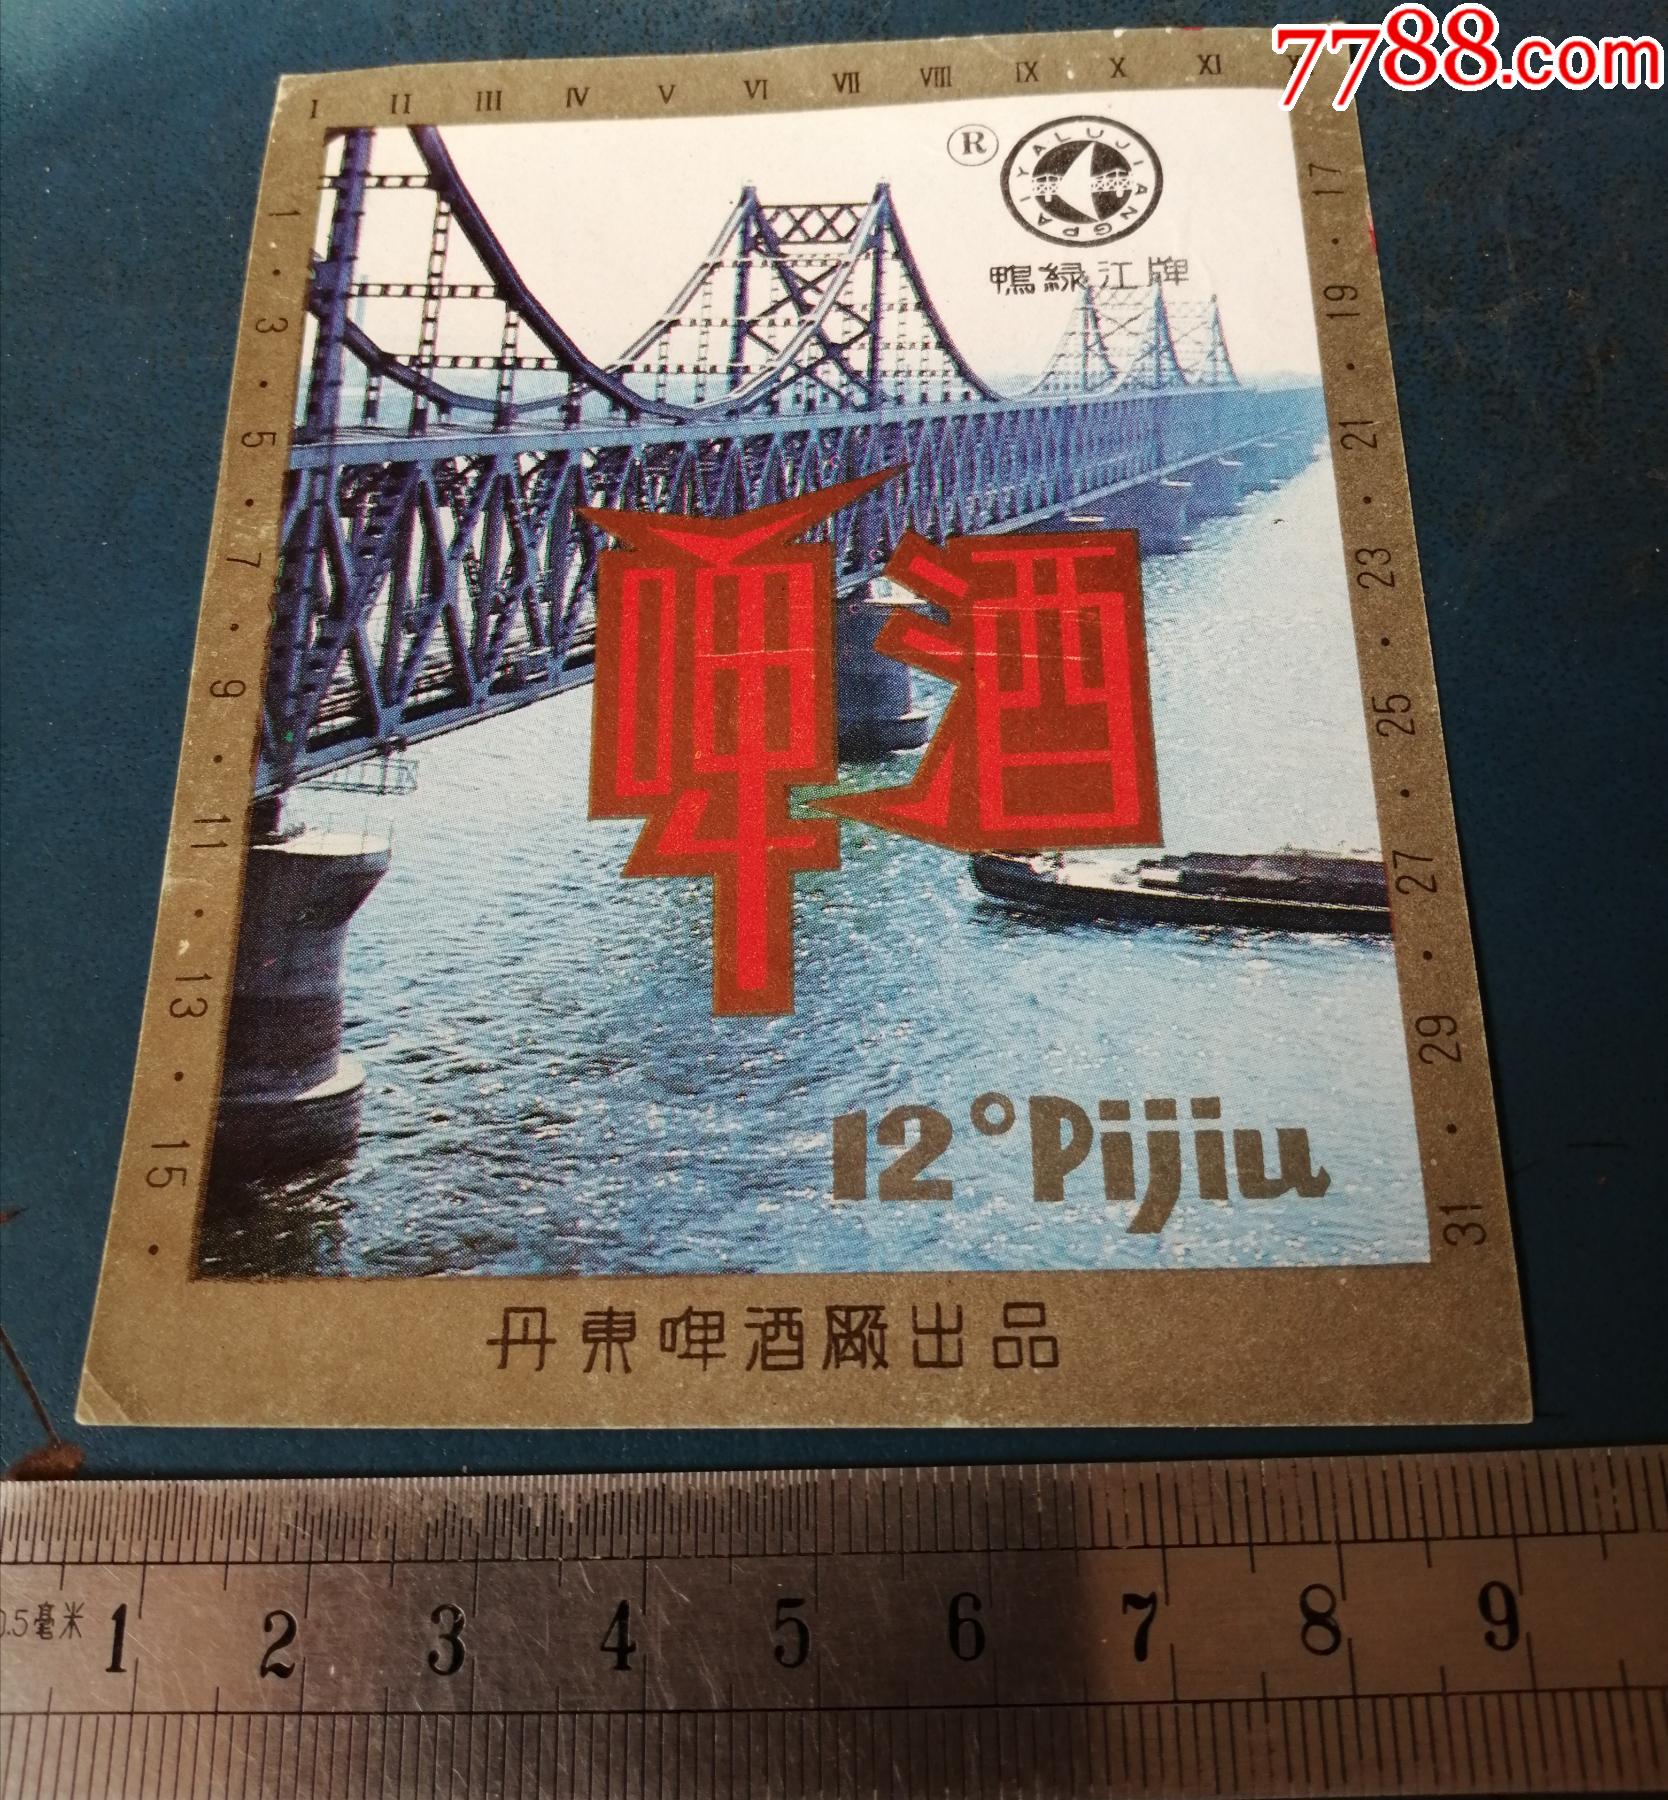 7788.com
I II III IV V VI VII VIII IX X XI
® YALUJIANGPAI
鴨緑江牌
1 · 3 · 5 · 7 · 9 · 11 · 13 · 15 ·
17 · 19 · 21 · 23 · 25 · 27 · 29 · 31
啤酒
12°Pijiu
丹東啤酒廠出品
0.5毫米 1 2 3 4 5 6 7 8 9